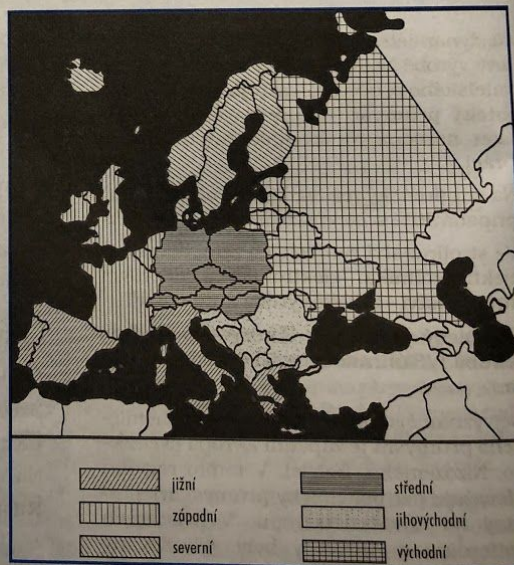 jižní
západní
severní
střední
jihovýchodní
východní